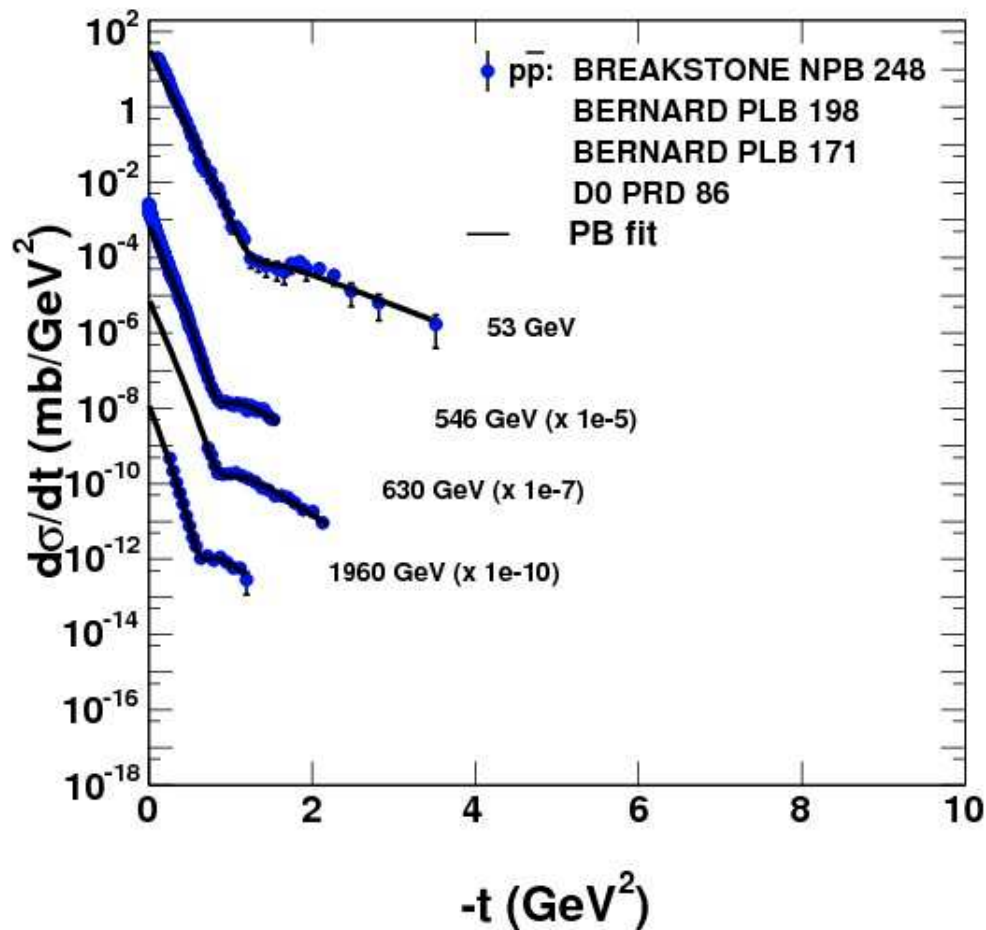 10²
1
10⁻²
10⁻⁴
10⁻⁶
10⁻⁸
10⁻¹⁰
10⁻¹²
10⁻¹⁴
10⁻¹⁶
10⁻¹⁸
dσ/dt (mb/GeV²)
pp̅: BREAKSTONE NPB 248
BERNARD PLB 198
BERNARD PLB 171
D0 PRD 86
PB fit
53 GeV
546 GeV (x 1e-5)
630 GeV (x 1e-7)
1960 GeV (x 1e-10)
0 2 4 6 8 10
-t (GeV²)